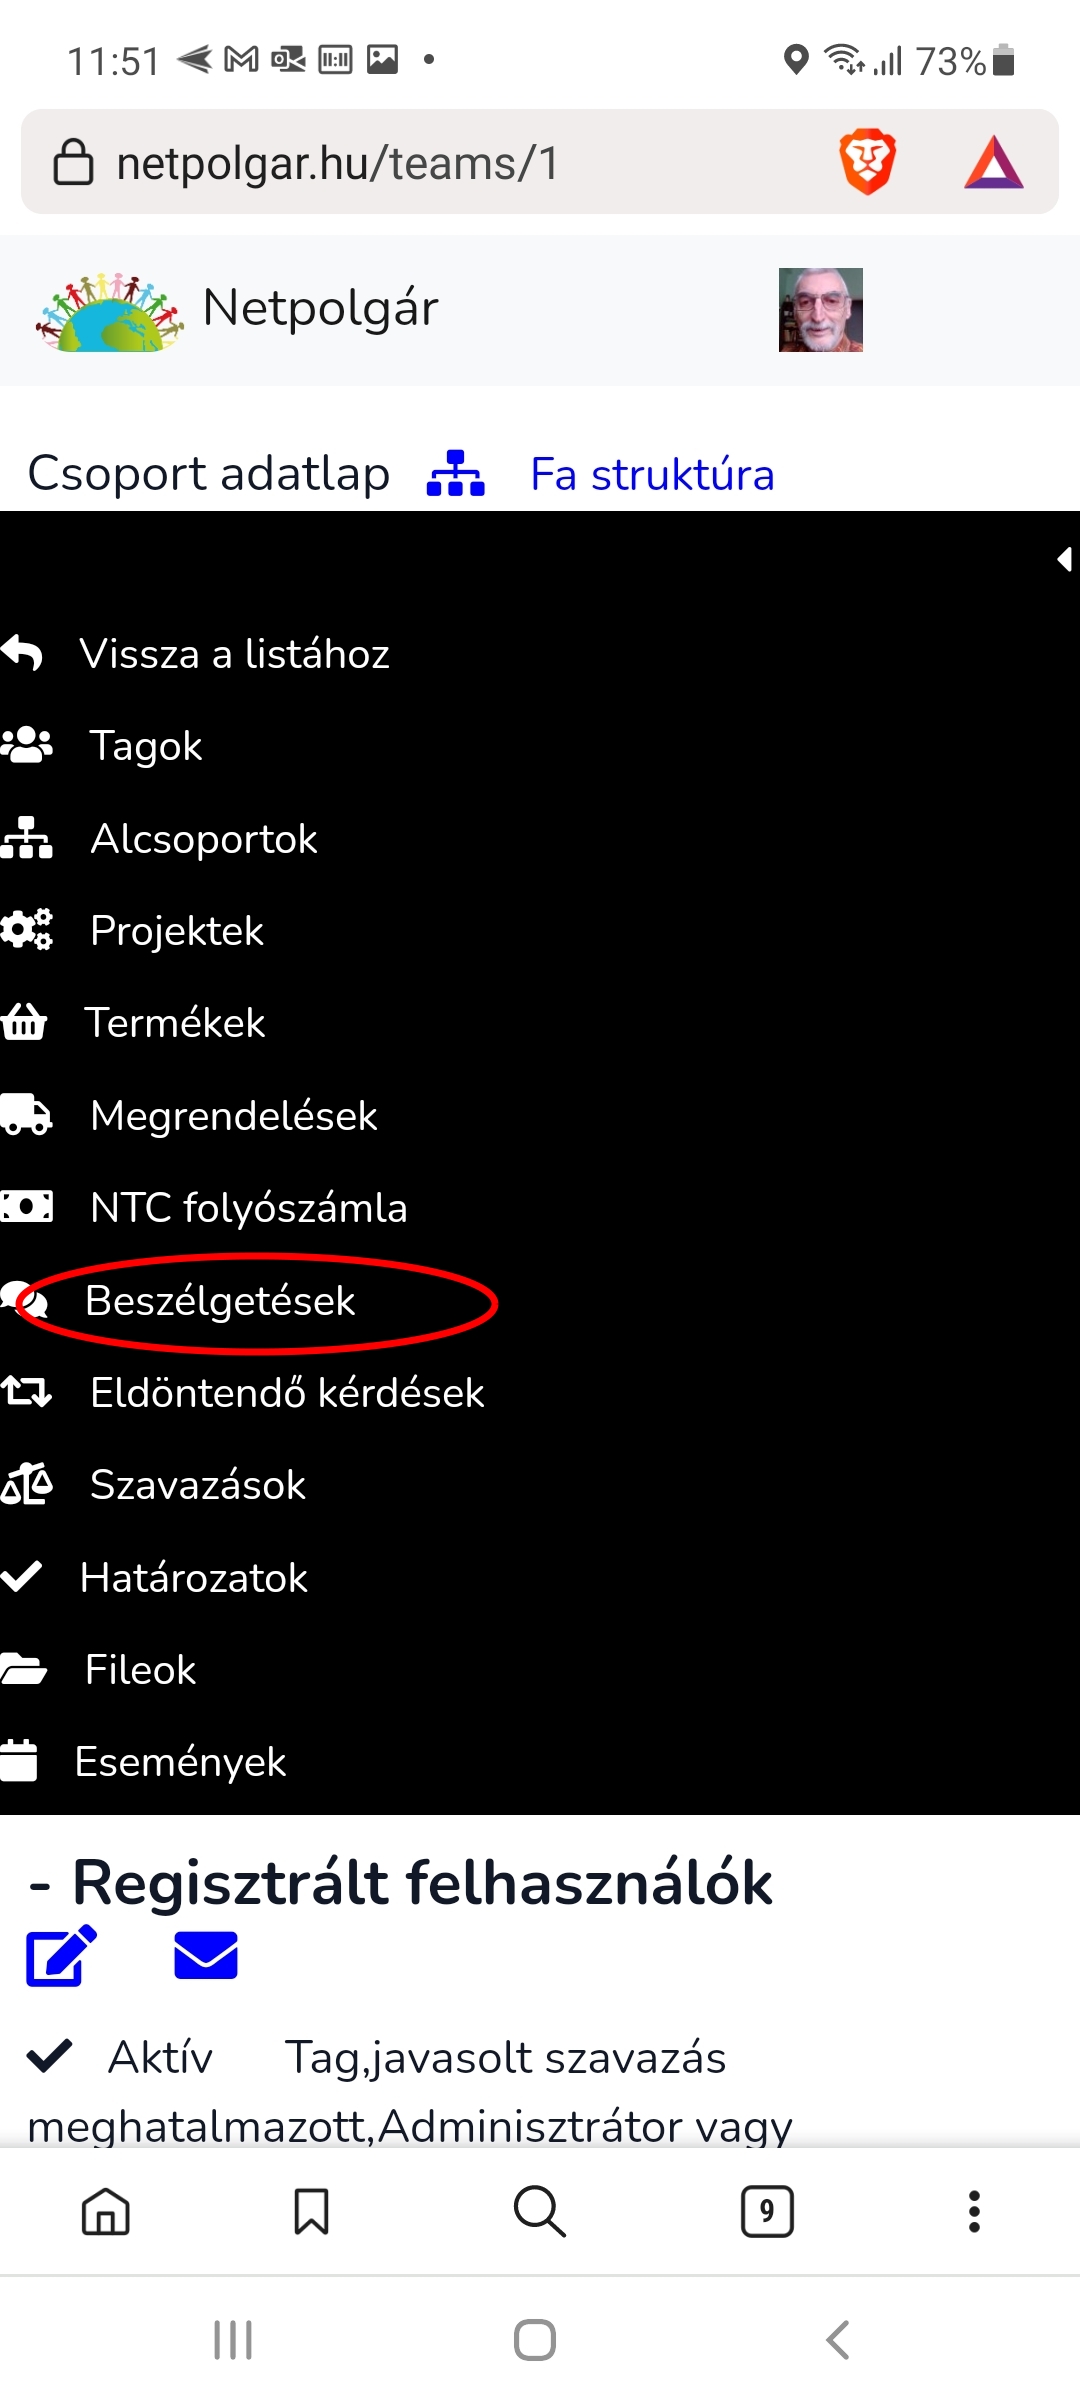 11:51
73%
netpolgar.hu/teams/1
Netpolgár
Csoport adatlap Fa struktúra
Vissza a listához
Tagok
Alcsoportok
Projektek
Termékek
Megrendelések
NTC folyószámla
Beszélgetések
Eldöntendő kérdések
Szavazások
Határozatok
Fileok
Események
- Regisztrált felhasználók
Aktív Tag,javasolt szavazás
meghatalmazott,Adminisztrátor vagy
9